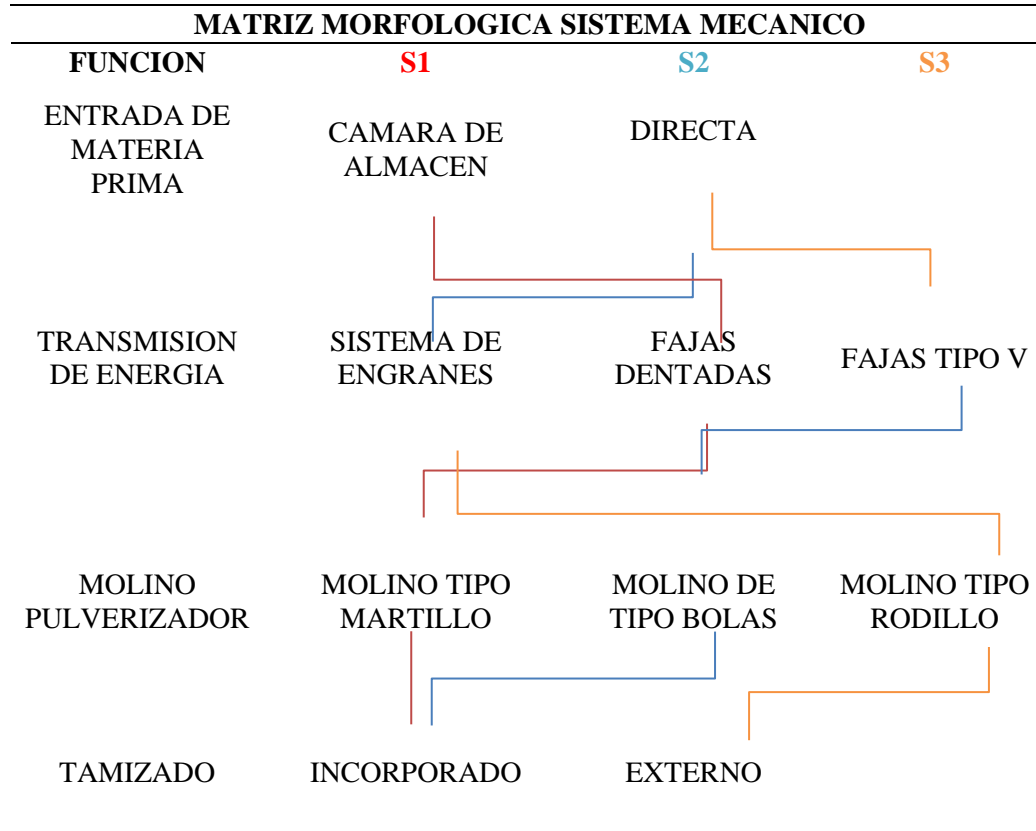 MATRIZ MORFOLOGICA SISTEMA MECANICO
FUNCION S1 S2 S3
ENTRADA DE
MATERIA
PRIMA
CAMARA DE
ALMACEN
DIRECTA
TRANSMISION
DE ENERGIA
SISTEMA DE
ENGRANES
FAJAS
DENTADAS
FAJAS TIPO V
MOLINO
PULVERIZADOR
MOLINO TIPO
MARTILLO
MOLINO DE
TIPO BOLAS
MOLINO TIPO
RODILLO
TAMIZADO
INCORPORADO
EXTERNO